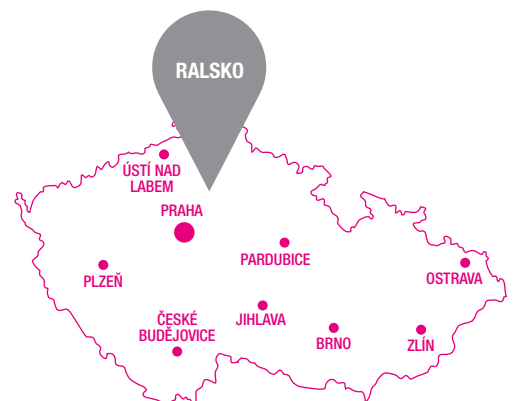 RALSKO
ÚSTÍ NAD
LABEM
PRAHA
PARDUBICE
PLZEŇ
OSTRAVA
ČESKÉ
BUDĚJOVICE
JIHLAVA
BRNO
ZLÍN